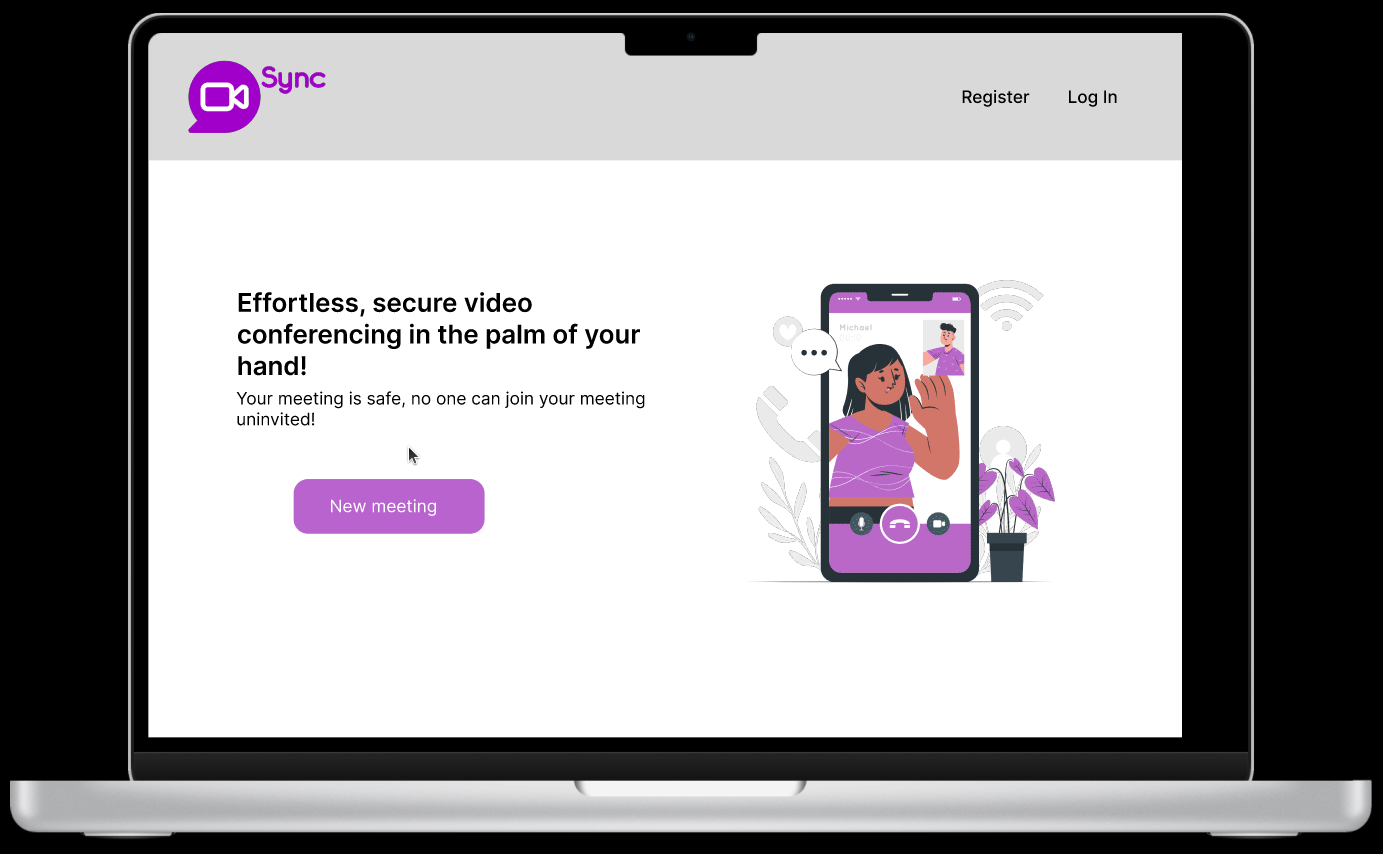 Sync
Register
Log In
Effortless, secure video
conferencing in the palm of your
hand!
Your meeting is safe, no one can join your meeting
uninvited!
New meeting
Michael